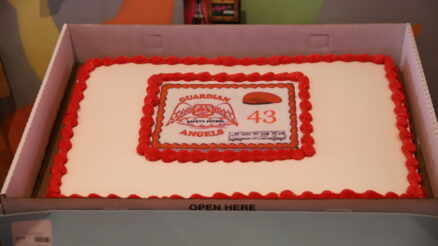 GUARDIAN
SAFETY PATROL
ANGELS
43
OPEN HERE